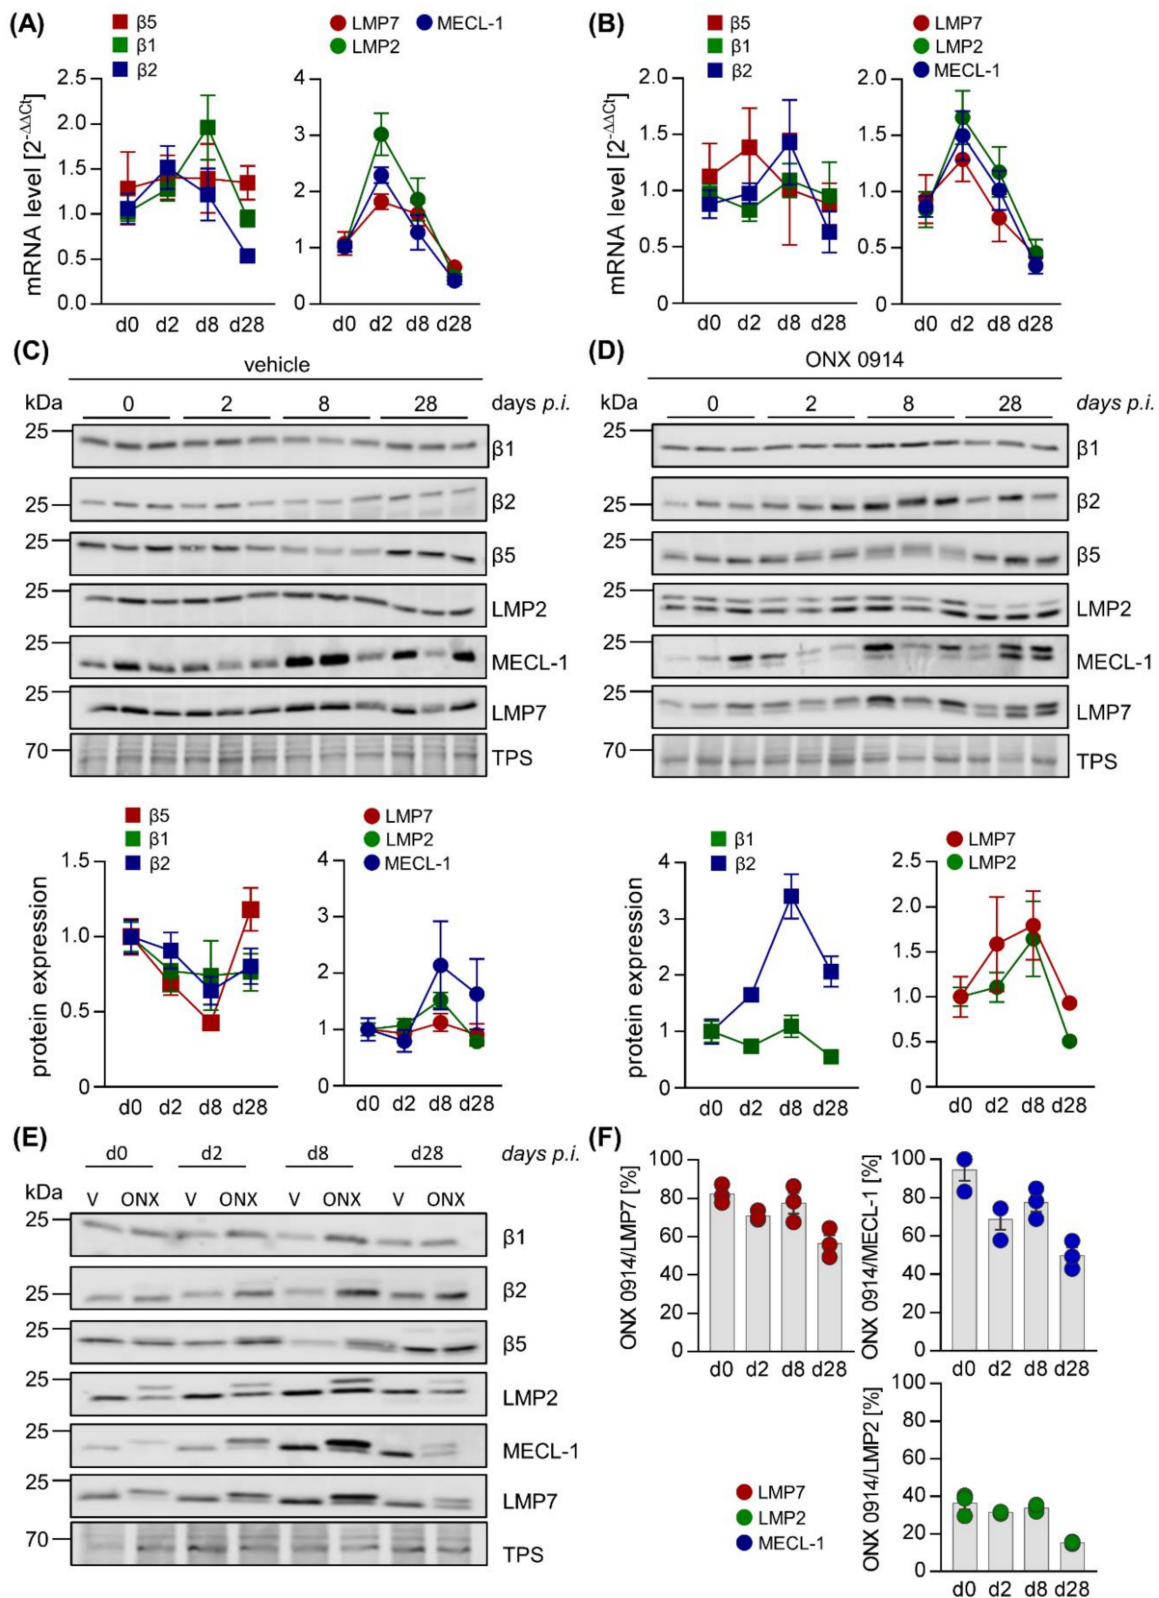 (A)
β5
β1
β2
LMP7
MECL-1
LMP2
mRNA level [2-ΔΔCt]
2.5
2.0
1.5
1.0
0.5
0.0
d0 d2 d8 d28
4
3
2
1
0
d0 d2 d8 d28
(B)
β5
β1
β2
LMP7
LMP2
MECL-1
mRNA level [2-ΔΔCt]
2.0
1.5
1.0
0.5
0
d0 d2 d8 d28
2.0
1.5
1.0
0.5
0
d0 d2 d8 d28
(C)
vehicle
kDa 0 2 8 28 days p.i.
25 β1
25 β2
25 β5
25 LMP2
25 MECL-1
25 LMP7
70 TPS
β5
β1
β2
LMP7
LMP2
MECL-1
protein expression
1.5
1.0
0.5
0
d0 d2 d8 d28
4
3
2
1
0
d0 d2 d8 d28
(D)
ONX 0914
kDa 0 2 8 28 days p.i.
25 β1
25 β2
25 β5
25 LMP2
25 MECL-1
25 LMP7
70 TPS
β1
β2
LMP7
LMP2
protein expression
4
3
2
1
0
d0 d2 d8 d28
2.5
2.0
1.5
1.0
0.5
0
d0 d2 d8 d28
(E)
d0 d2 d8 d28 days p.i.
kDa V ONX V ONX V ONX V ONX
25 β1
25 β2
25 β5
25 LMP2
25 MECL-1
25 LMP7
70 TPS
(F)
ONX 0914/LMP7 [%]
100
80
60
40
20
0
d0 d2 d8 d28
ONX 0914/MECL-1 [%]
100
80
60
40
20
0
d0 d2 d8 d28
ONX 0914/LMP2 [%]
100
80
60
40
20
0
d0 d2 d8 d28
LMP7
LMP2
MECL-1